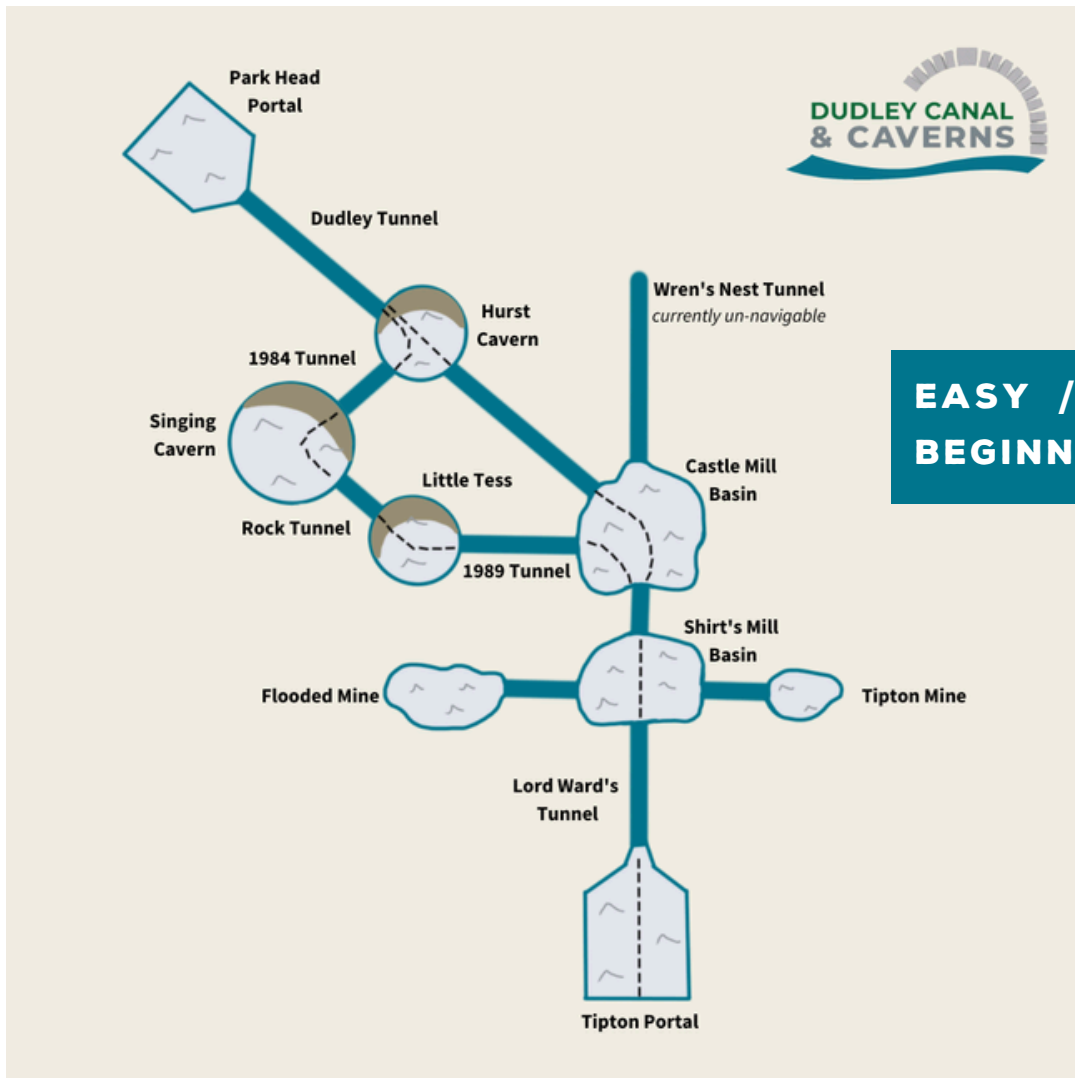 Park Head
Portal
DUDLEY CANAL
& CAVERNS
Dudley Tunnel
Wren's Nest Tunnel
currently un-navigable
Hurst
Cavern
1984 Tunnel
EASY /
BEGINN
Singing
Cavern
Castle Mill
Basin
Little Tess
Rock Tunnel
1989 Tunnel
Shirt's Mill
Basin
Flooded Mine
Tipton Mine
Lord Ward's
Tunnel
Tipton Portal